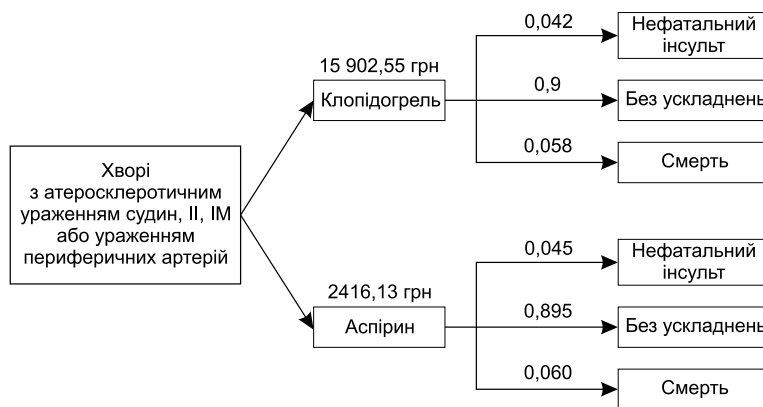 Хворі
з атеросклеротичним
ураженням судин, ІІ, ІМ
або ураженням
периферичних артерій
15 902,55 грн
Клопідогрель
0,042
Нефатальний
інсульт
0,9
Без ускладнень
0,058
Смерть
2416,13 грн
Аспірин
0,045
Нефатальний
інсульт
0,895
Без ускладнень
0,060
Смерть